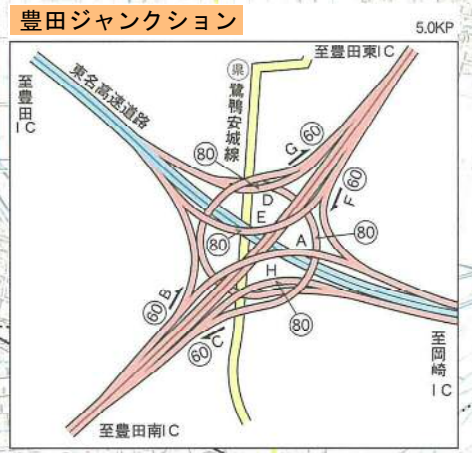 豊田ジャンクション
5.0KP
至豊田東IC
至豊田IC
東名高速道路
県
鷺鴨安城線
80
G
60
D
60
F
E
80
A
80
H
B
60
80
60
C
至岡崎IC
至豊田南IC